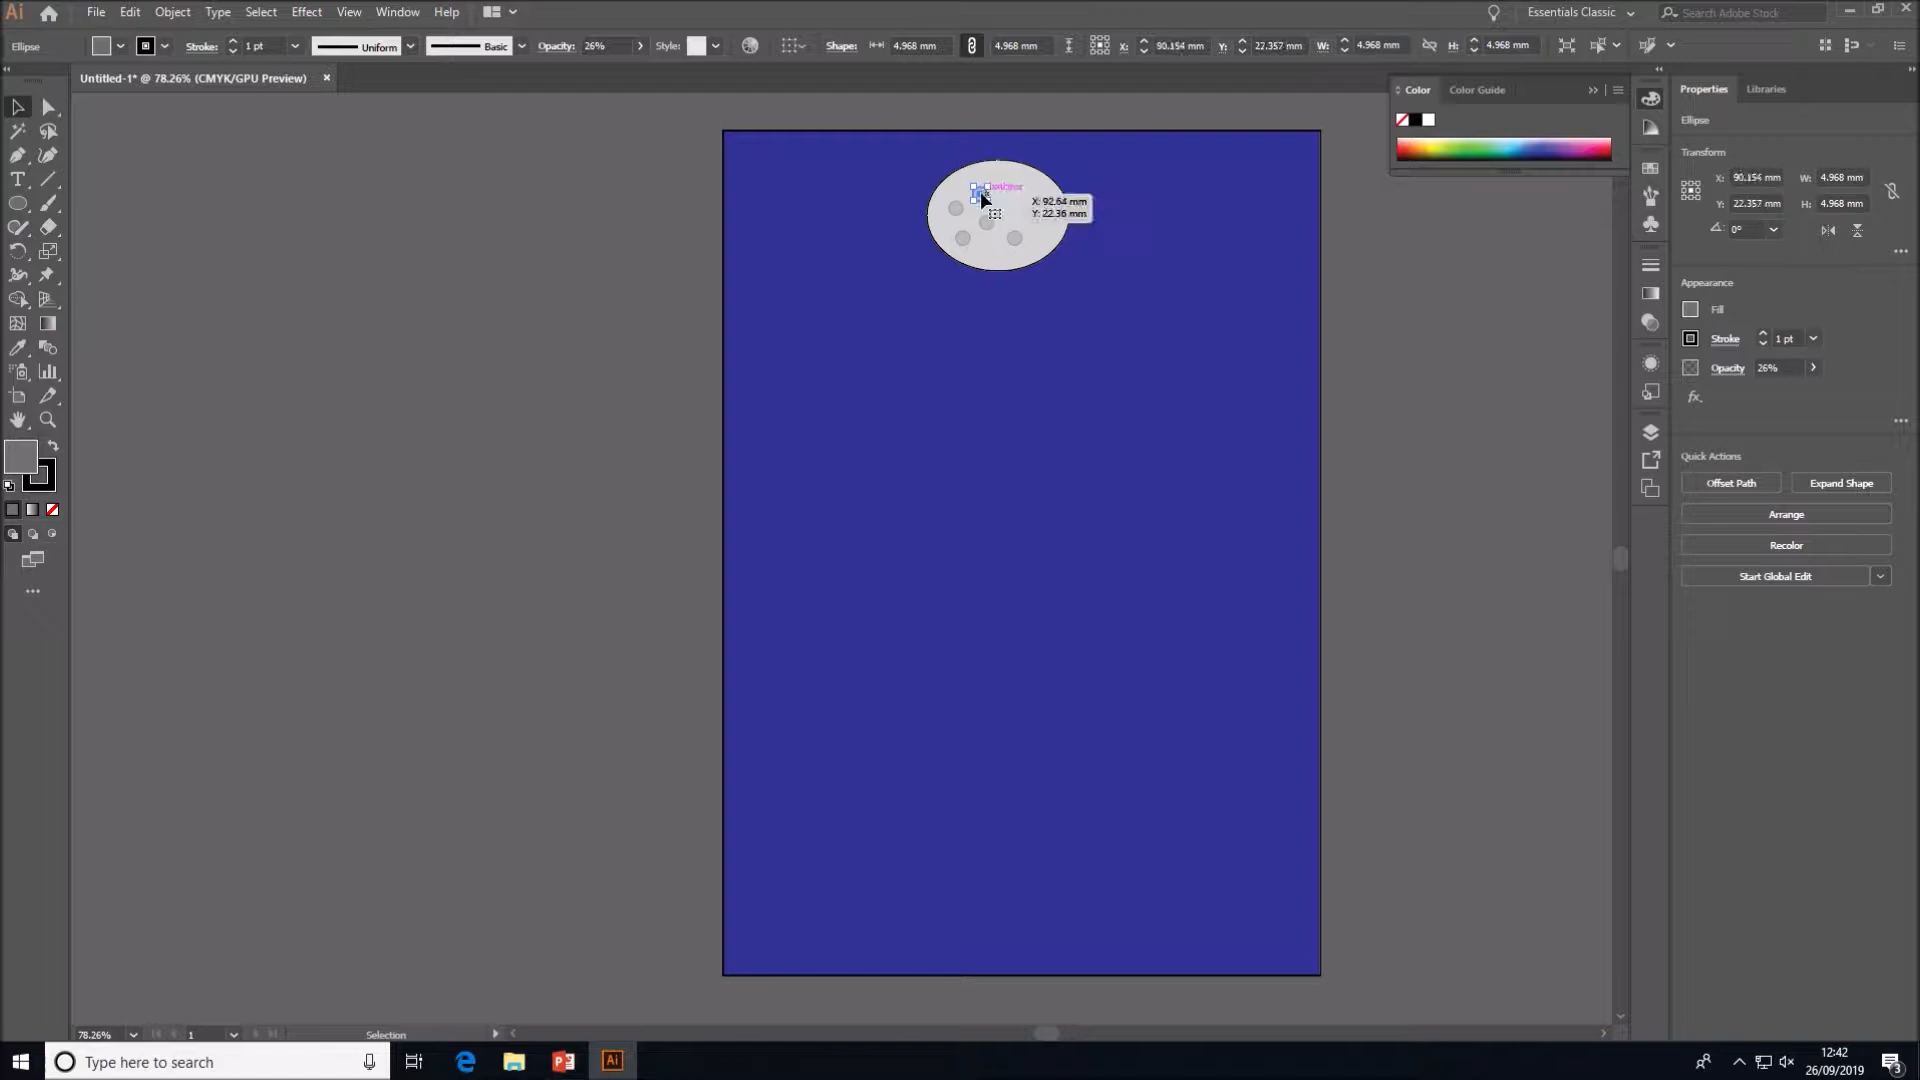 Ai File Edit Object Type Select Effect View Window Help Essentials Classic Search Adobe Stock
Ellipse Stroke: 1 pt Uniform Basic Opacity: 26% Style: Shape: 4.968 mm 4.968 mm X: 90.154 mm Y: 22.357 mm W: 4.968 mm H: 4.968 mm
Untitled-1* @ 78.26% (CMYK/GPU Preview) ×
Color Color Guide
Properties Libraries
Ellipse
Transform
X: 90.154 mm W: 4.968 mm
Y: 22.357 mm H: 4.968 mm
0°
X: 92.64 mm
Y: 22.36 mm
Appearance
Fill
Stroke 1 pt
Opacity 26%
fx.
Quick Actions
Offset Path Expand Shape
Arrange
Recolor
Start Global Edit
78.26% 1 Selection
Type here to search
Ai
12:42
26/09/2019
3